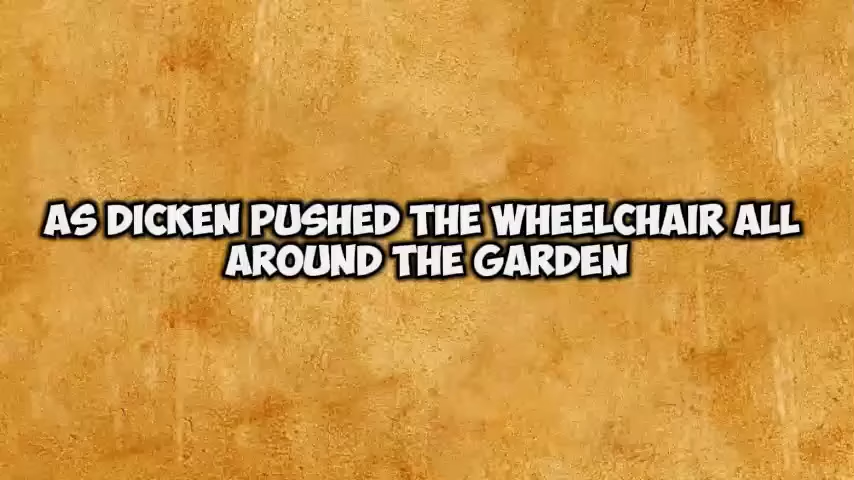 AS DICKEN PUSHED THE WHEELCHAIR ALL
AROUND THE GARDEN